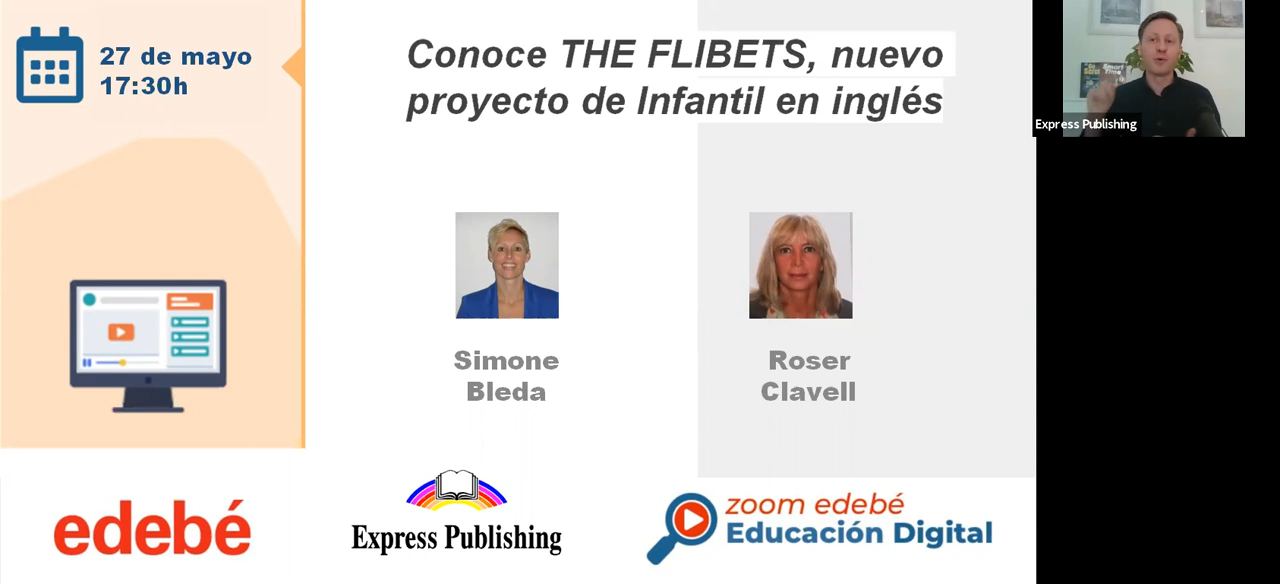 27 de mayo
17:30h
Conoce THE FLIBETS, nuevo
proyecto de Infantil en inglés
Express Publishing
Simone
Bleda
Roser
Clavell
edebé
Express Publishing
zoom edebé
Educación Digital